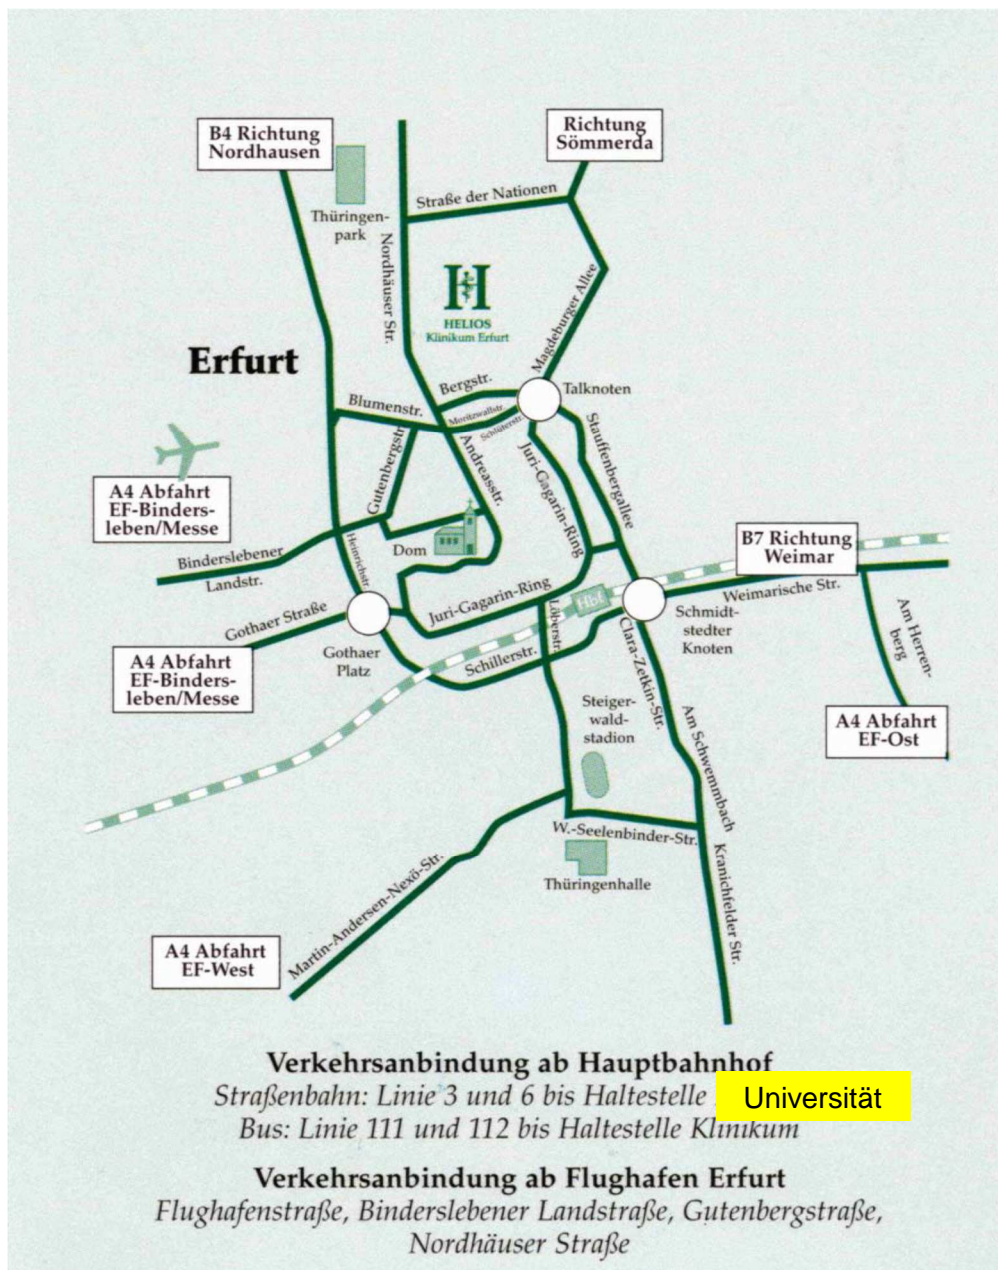 B4 Richtung
Nordhausen
Richtung
Sömmerda
Straße der Nationen
Thüringen-
park
Nordhäuser Str.
H
HELIOS
Klinikum Erfurt
Magdeburger Allee
Erfurt
Bergstr.
Talknoten
Blumenstr.
Moritzwallstr.
Schlüterstr.
Stauffenbergallee
Gutenbergstr.
Andreasstr.
Juri-Gagarin-Ring
A4 Abfahrt
EF-Binders-
leben/Messe
Dom
B7 Richtung
Weimar
Binderslebener
Landstr.
Heinrichstr.
Juri-Gagarin-Ring
Löberstr.
Hbf.
Weimarische Str.
Schmidt-
stedter
Knoten
Am Herren-
berg
Gothaer Straße
Gothaer
Platz
Schillerstr.
Clara-Zetkin-Str.
A4 Abfahrt
EF-Binders-
leben/Messe
Steiger-
wald-
stadion
A4 Abfahrt
EF-Ost
Am Schwemmbach
W.-Seelenbinder-Str.
Thüringenhalle
Kranichfelder Str.
Martin-Andersen-Nexö-Str.
A4 Abfahrt
EF-West
Verkehrsanbindung ab Hauptbahnhof
Straßenbahn: Linie 3 und 6 bis Haltestelle Universität
Bus: Linie 111 und 112 bis Haltestelle Klinikum
Verkehrsanbindung ab Flughafen Erfurt
Flughafenstraße, Binderslebener Landstraße, Gutenbergstraße,
Nordhäuser Straße